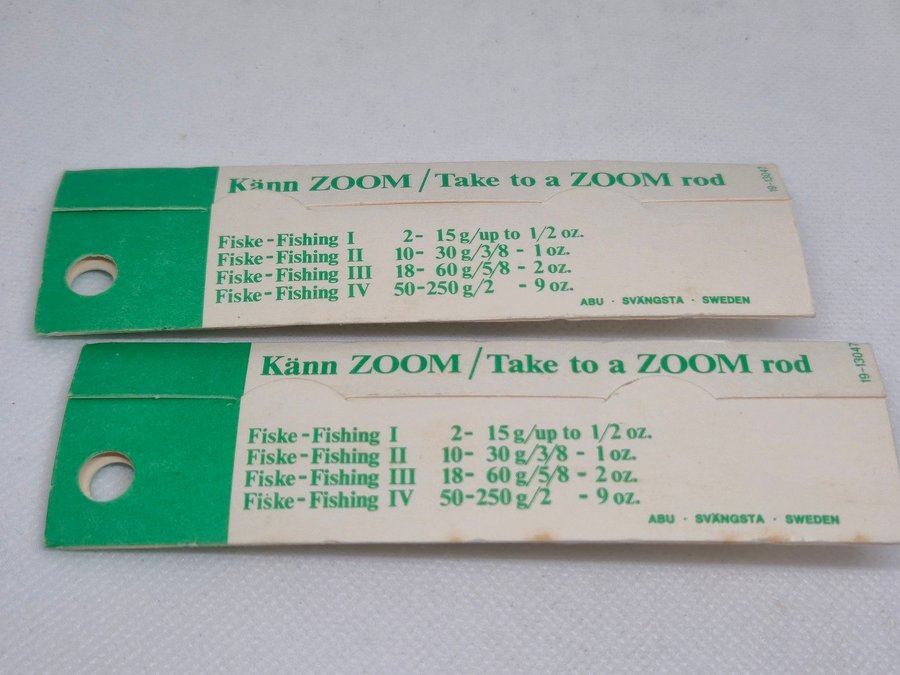 Känn ZOOM / Take to a ZOOM rod
19-13047
Fiske-Fishing I 2- 15 g/up to 1/2 oz.
Fiske-Fishing II 10- 30 g/3/8 - 1 oz.
Fiske-Fishing III 18- 60 g/5/8 - 2 oz.
Fiske-Fishing IV 50-250 g/2 - 9 oz.
ABU · SVÄNGSTA · SWEDEN
Känn ZOOM / Take to a ZOOM rod
19-13047
Fiske-Fishing I 2- 15 g/up to 1/2 oz.
Fiske-Fishing II 10- 30 g/3/8 - 1 oz.
Fiske-Fishing III 18- 60 g/5/8 - 2 oz.
Fiske-Fishing IV 50-250 g/2 - 9 oz.
ABU · SVÄNGSTA · SWEDEN